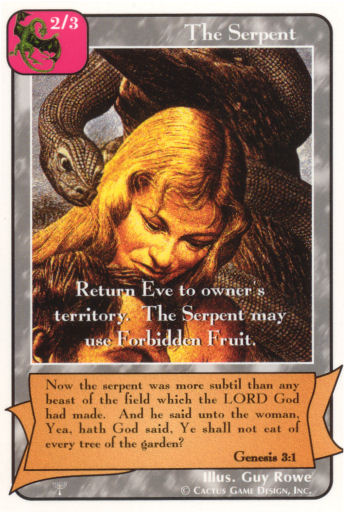 2/3
The Serpent
Return Eve to owner's
territory. The Serpent may
use Forbidden Fruit.
Now the serpent was more subtil than any
beast of the field which the LORD God
had made. And he said unto the woman,
Yea, hath God said, Ye shall not eat of
every tree of the garden?
Genesis 3:1
Illus. Guy Rowe
© CACTUS GAME DESIGN, INC.